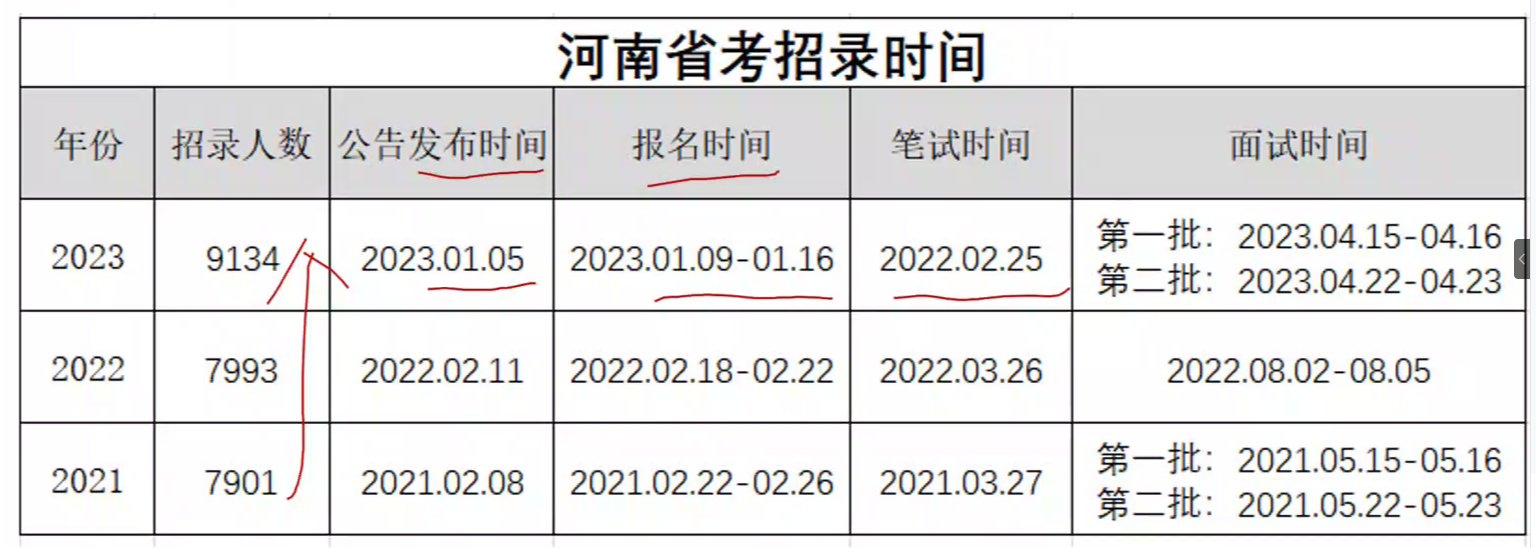 河南省考招录时间
年份 招录人数 公告发布时间 报名时间 笔试时间 面试时间
2023 9134 2023.01.05 2023.01.09-01.16 2022.02.25 第一批：2023.04.15-04.16
第二批：2023.04.22-04.23
2022 7993 2022.02.11 2022.02.18-02.22 2022.03.26 2022.08.02-08.05
2021 7901 2021.02.08 2021.02.22-02.26 2021.03.27 第一批：2021.05.15-05.16
第二批：2021.05.22-05.23